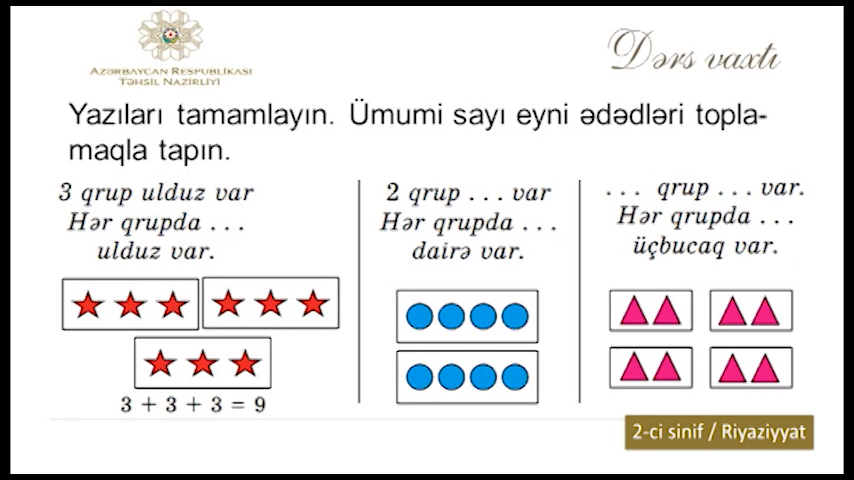 AZƏRBAYCAN RESPUBLİKASI
TƏHSİL NAZİRLİYİ
Dərs vaxtı
Yazıları tamamlayın. Ümumi sayı eyni ədədləri topla-
maqla tapın.
3 qrup ulduz var
Hər qrupda . . .
ulduz var.
3 + 3 + 3 = 9
2 qrup . . . var
Hər qrupda . . .
dairə var.
. . . qrup . . . var.
Hər qrupda . . .
üçbucaq var.
2-ci sinif / Riyaziyyat